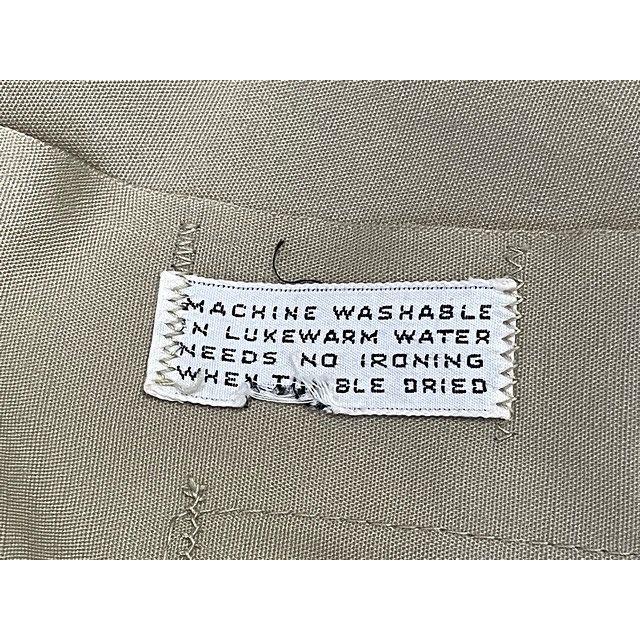 MACHINE WASHABLE
IN LUKEWARM WATER
NEEDS NO IRONING
WHEN DRIED